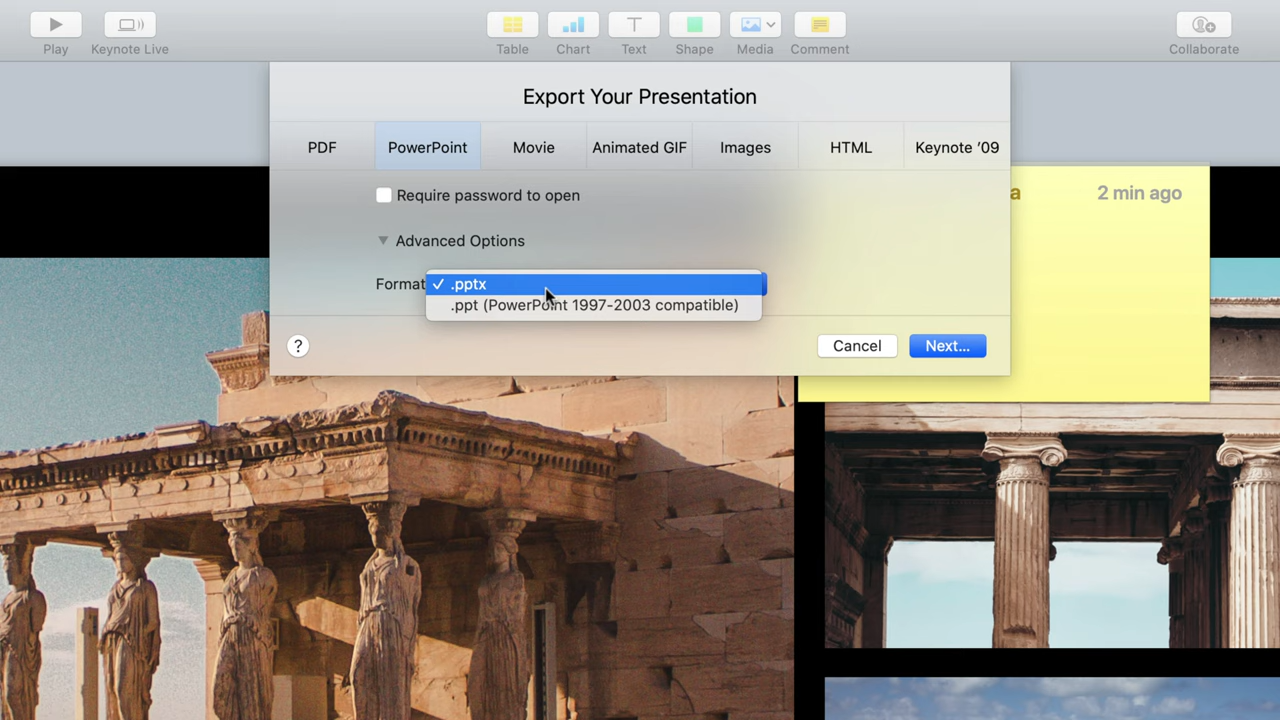 Play
Keynote Live
Table
Chart
Text
Shape
Media
Comment
Collaborate
Export Your Presentation
PDF
PowerPoint
Movie
Animated GIF
Images
HTML
Keynote ’09
a
2 min ago
Require password to open
Advanced Options
Format
✓ .pptx
.ppt (PowerPoint 1997-2003 compatible)
?
Cancel
Next...